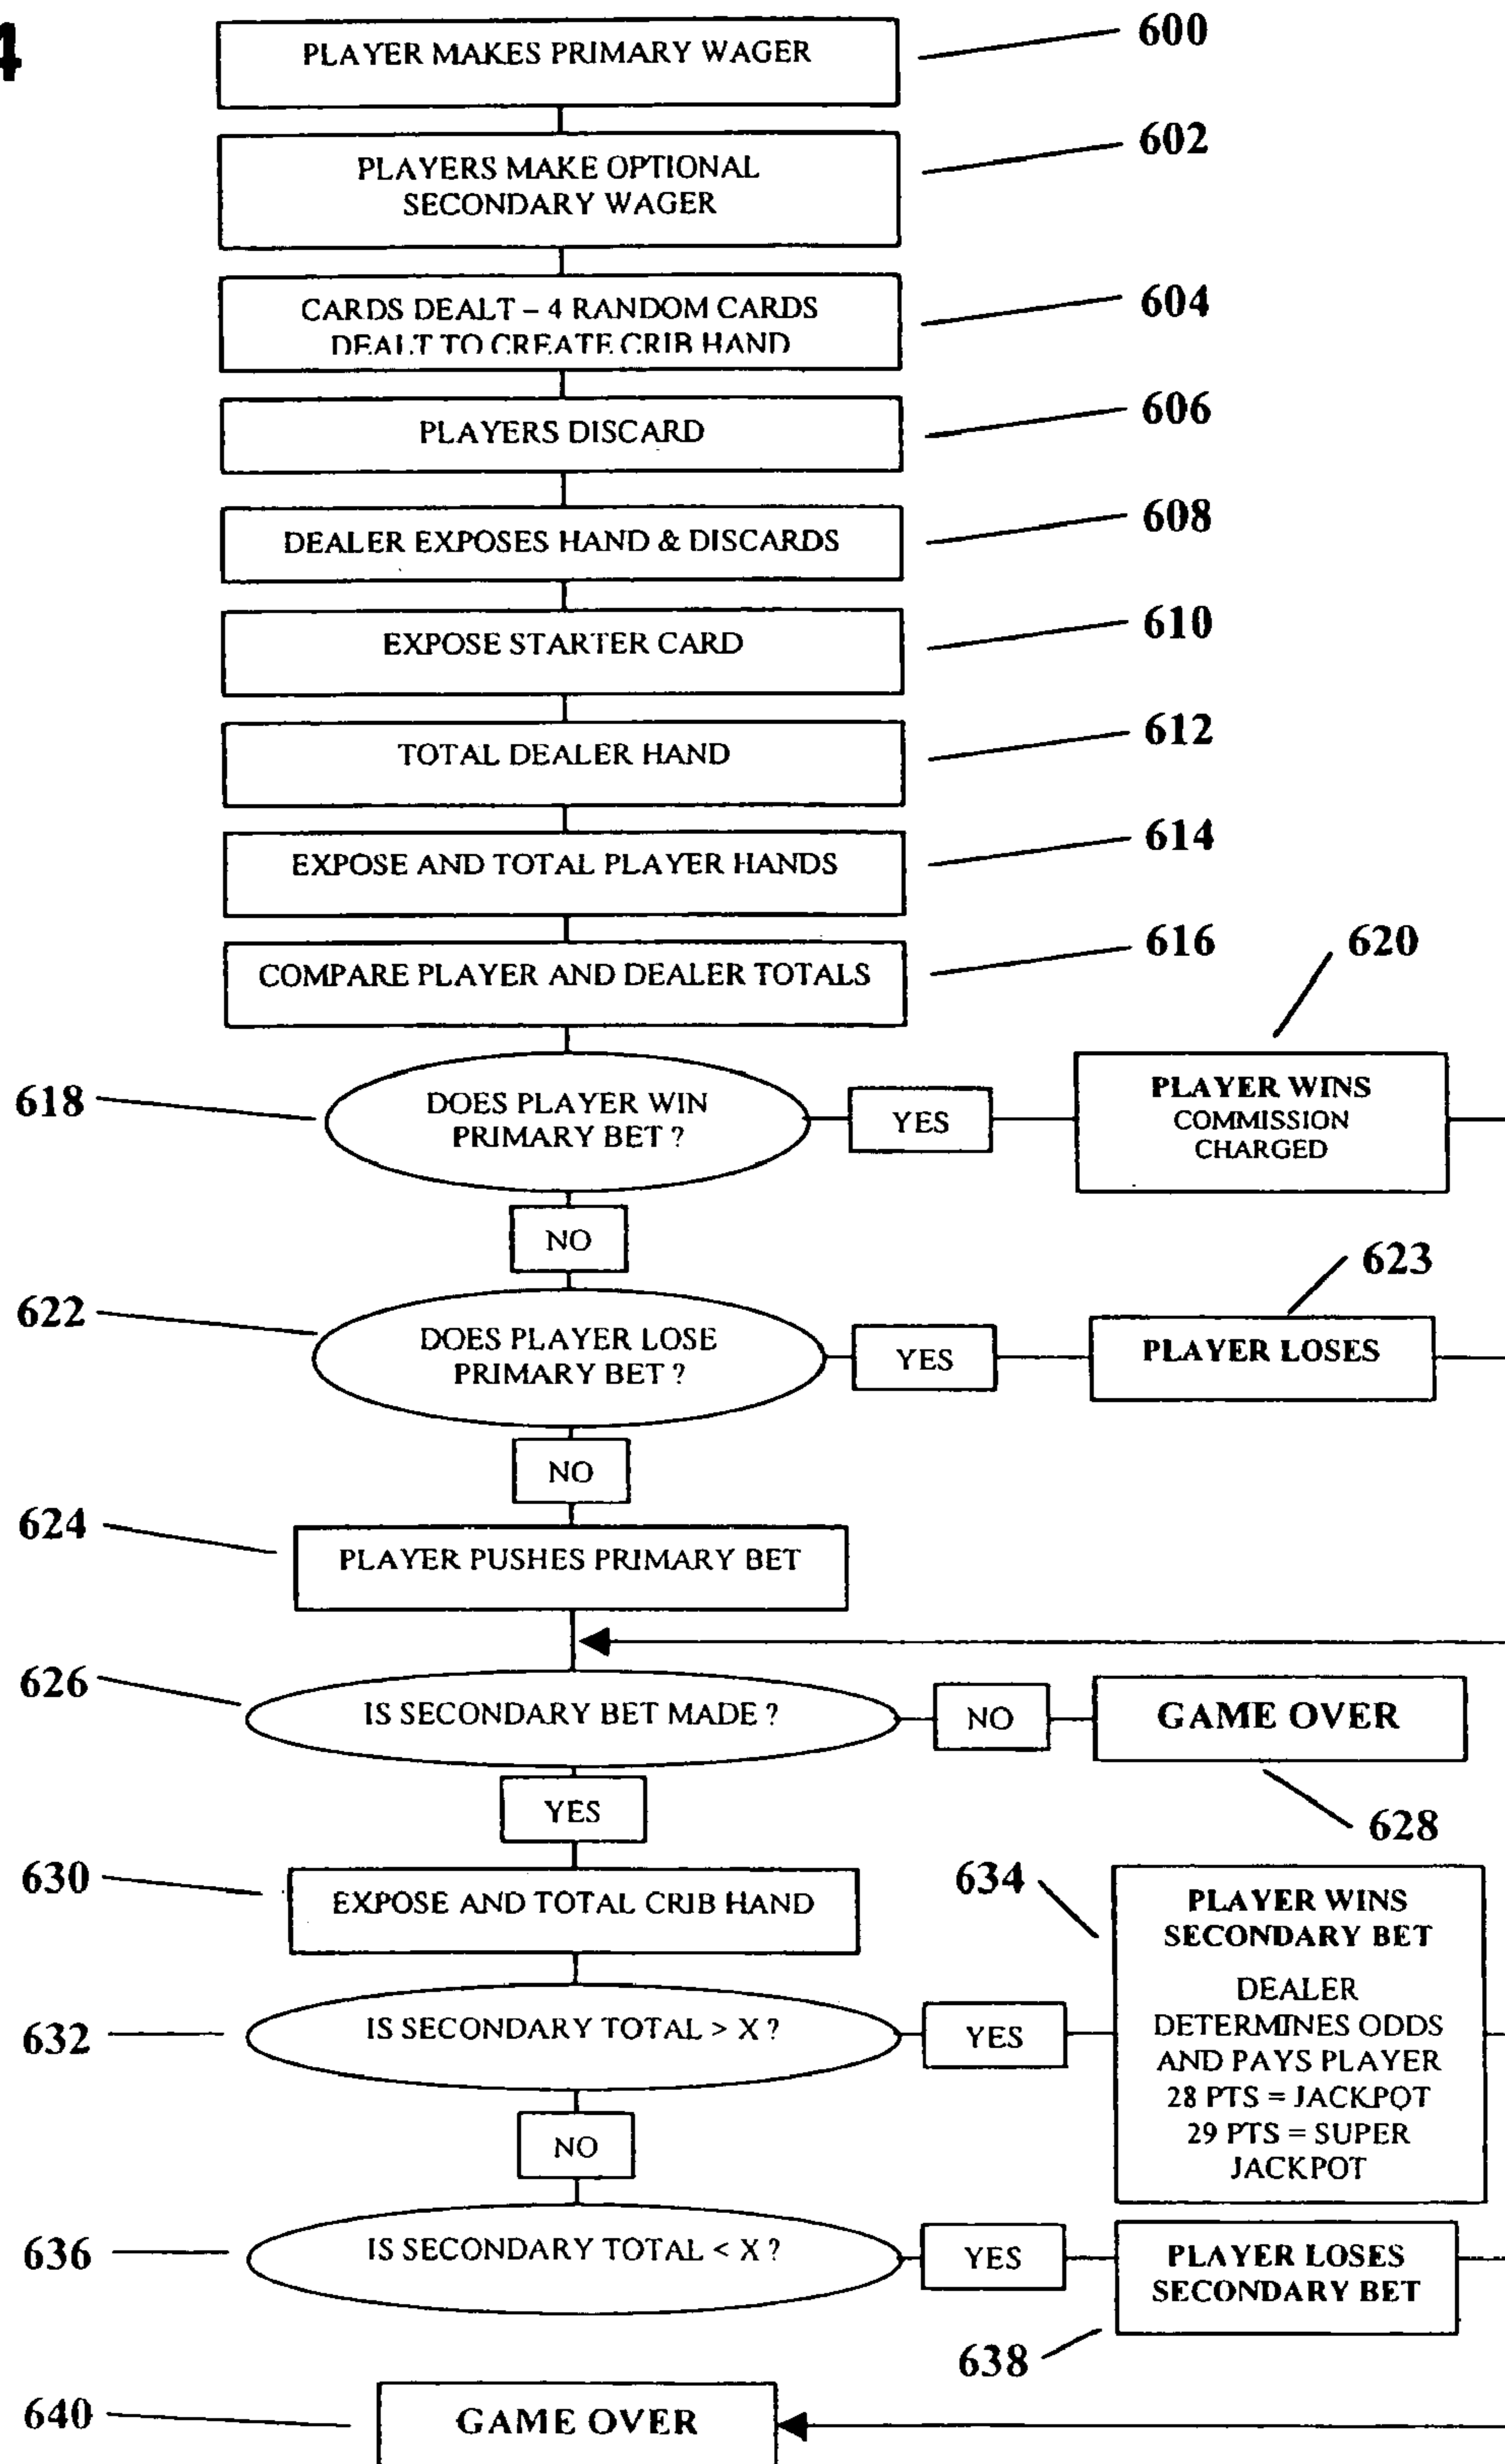 4
PLAYER MAKES PRIMARY WAGER
600
PLAYERS MAKE OPTIONAL
SECONDARY WAGER
602
CARDS DEALT – 4 RANDOM CARDS
DEALT TO CREATE CRIB HAND
604
PLAYERS DISCARD
606
DEALER EXPOSES HAND & DISCARDS
608
EXPOSE STARTER CARD
610
TOTAL DEALER HAND
612
EXPOSE AND TOTAL PLAYER HANDS
614
COMPARE PLAYER AND DEALER TOTALS
616
620
618
DOES PLAYER WIN
PRIMARY BET ?
YES
PLAYER WINS
COMMISSION
CHARGED
NO
623
622
DOES PLAYER LOSE
PRIMARY BET ?
YES
PLAYER LOSES
NO
624
PLAYER PUSHES PRIMARY BET
626
IS SECONDARY BET MADE ?
NO
GAME OVER
628
YES
630
EXPOSE AND TOTAL CRIB HAND
634
PLAYER WINS
SECONDARY BET
DEALER
DETERMINES ODDS
AND PAYS PLAYER
28 PTS = JACKPOT
29 PTS = SUPER
JACKPOT
632
IS SECONDARY TOTAL > X ?
YES
NO
636
IS SECONDARY TOTAL < X ?
YES
PLAYER LOSES
SECONDARY BET
638
640
GAME OVER